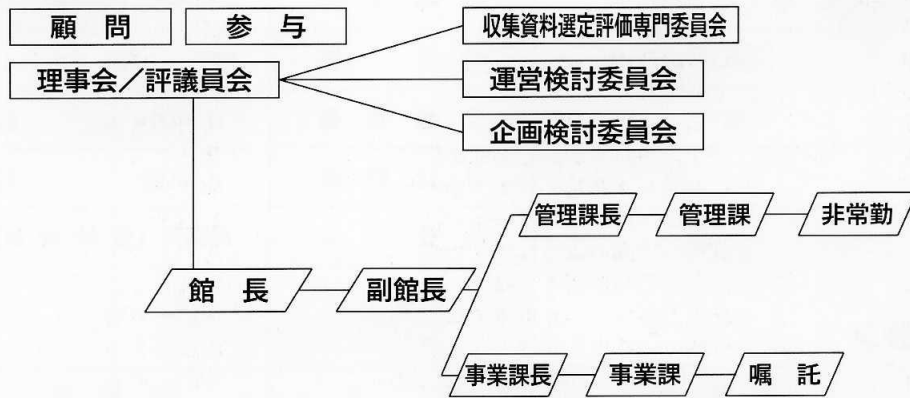 顧　問
参　与
収集資料選定評価専門委員会
理事会／評議員会
運営検討委員会
企画検討委員会
管理課長
管理課
非常勤
館　長
副館長
事業課長
事業課
嘱　託